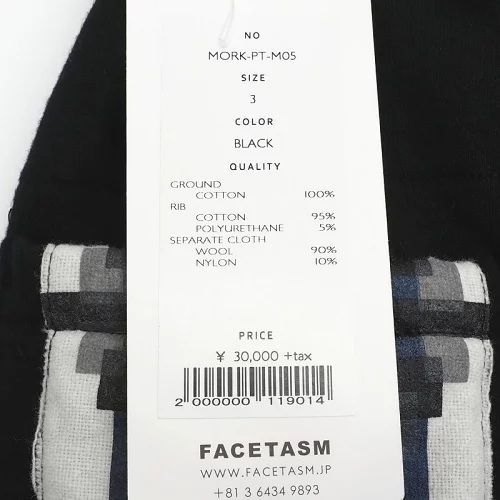 NO
MORK-PT-M05
SIZE
3
COLOR
BLACK
QUALITY
GROUND
COTTON 100%
RIB
COTTON 95%
POLYURETHANE 5%
SEPARATE CLOTH
WOOL 90%
NYLON 10%
PRICE
¥ 30,000 +tax
2 000000 119014
FACETASM
WWW.FACETASM.JP
+81 3 6434 9893